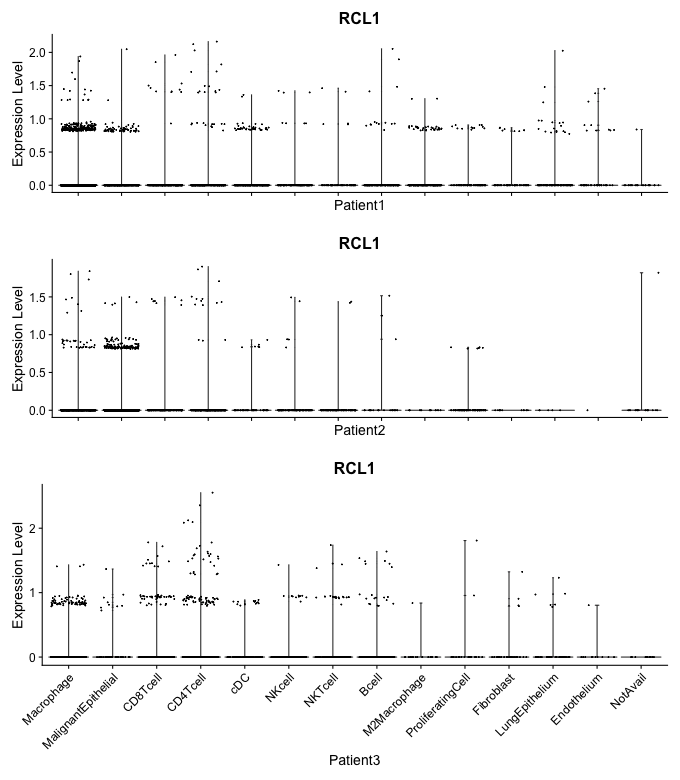 RCL1
Expression Level
2.0
1.5
1.0
0.5
0.0
Patient1
RCL1
Expression Level
1.5
1.0
0.5
0.0
Patient2
RCL1
Expression Level
2
1
0
Macrophage
MalignantEpithelial
CD8Tcell
CD4Tcell
cDC
NKcell
NKTcell
Bcell
M2Macrophage
ProliferatingCell
Fibroblast
LungEpithelium
Endothelium
NotAvail
Patient3